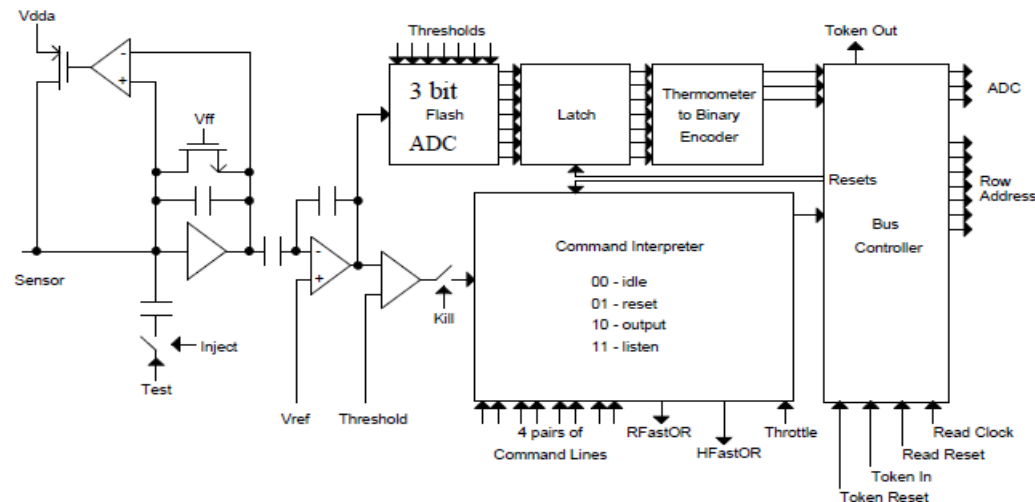 Vdda
-
+
Vff
Sensor
Inject
Test
-
+
Vref
Threshold
Kill
Thresholds
3 bit
Flash
ADC
Latch
Thermometer
to Binary
Encoder
Token Out
ADC
Resets
Row
Address
Bus
Controller
Command Interpreter
00 - idle
01 - reset
10 - output
11 - listen
4 pairs of
Command Lines
RFastOR
HFastOR
Throttle
Read Clock
Read Reset
Token In
Token Reset